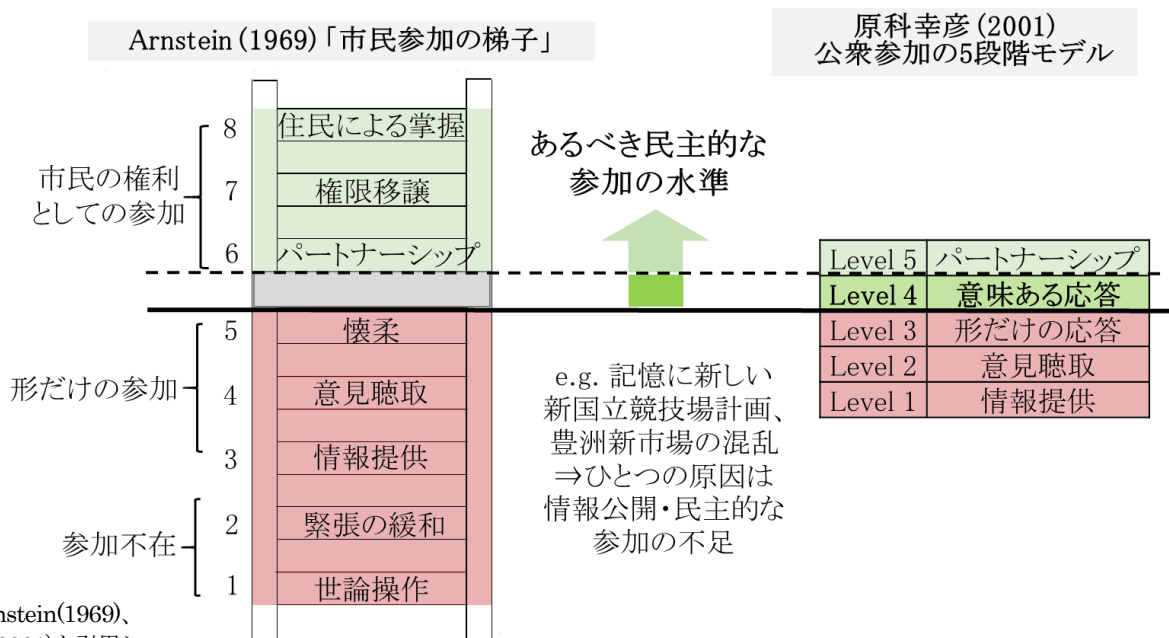 Arnstein (1969) 「市民参加の梯子」
原科幸彦 (2001)
公衆参加の5段階モデル
市民の権利
としての参加
8 住民による掌握
7 権限移譲
6 パートナーシップ
形だけの参加
5 懐柔
4 意見聴取
3 情報提供
参加不在
2 緊張の緩和
1 世論操作
あるべき民主的な
参加の水準
e.g. 記憶に新しい
新国立競技場計画、
豊洲新市場の混乱
⇒ひとつの原因は
情報公開・民主的な
参加の不足
Level 5 パートナーシップ
Level 4 意味ある応答
Level 3 形だけの応答
Level 2 意見聴取
Level 1 情報提供
nstein(1969)、